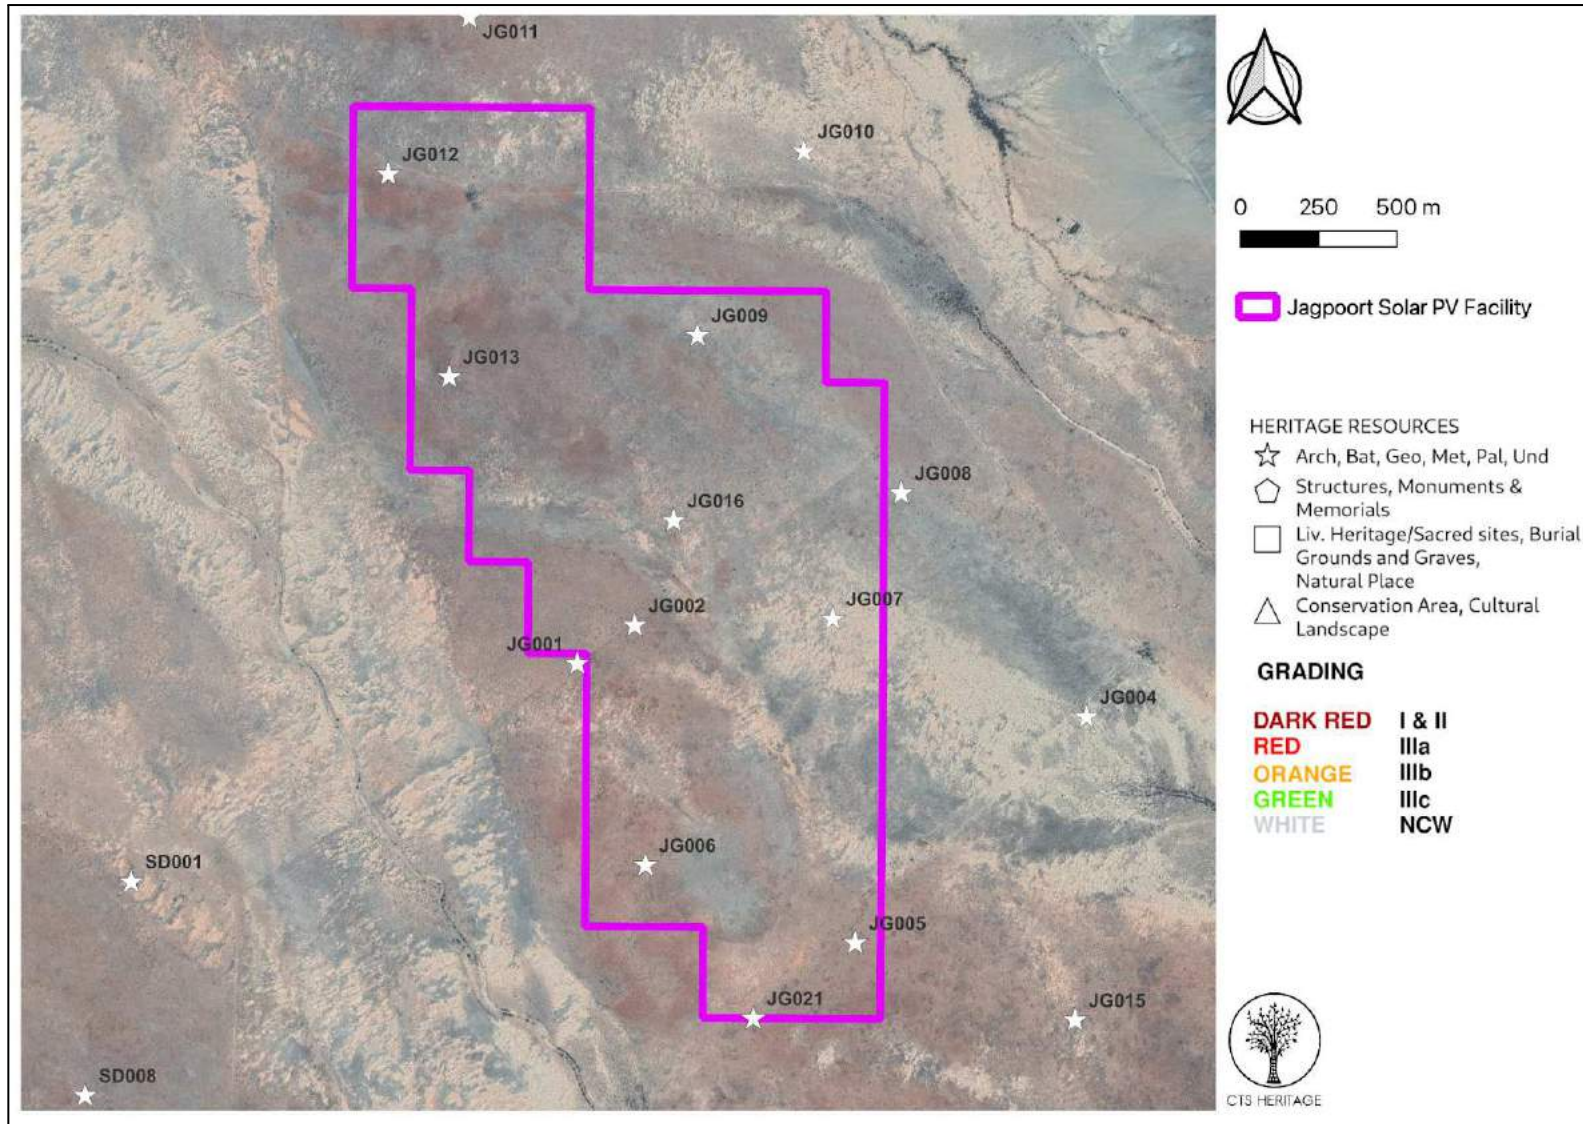 JG011
JG010
JG012
JG009
JG013
JG008
JG016
JG002
JG007
JG001
JG004
JG006
SD001
JG005
JG021
JG015
SD008
0 250 500 m
Jagpoort Solar PV Facility
HERITAGE RESOURCES
Arch, Bat, Geo, Met, Pal, Und
Structures, Monuments &
Memorials
Liv. Heritage/Sacred sites, Burial
Grounds and Graves,
Natural Place
Conservation Area, Cultural
Landscape
GRADING
DARK RED I & II
RED IIIa
ORANGE IIIb
GREEN IIIc
WHITE NCW
CTS HERITAGE